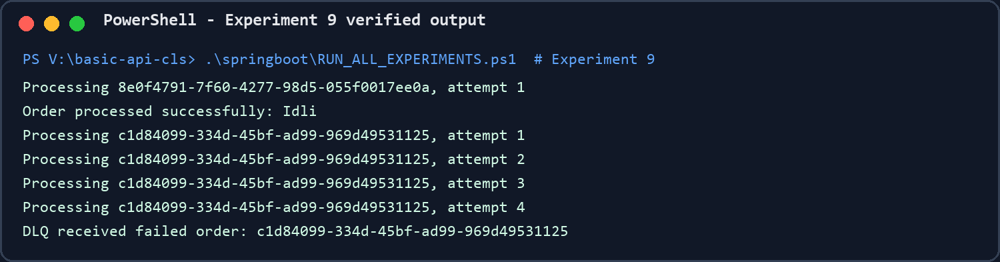 PowerShell - Experiment 9 verified output
PS V:\basic-api-cls> .\springboot\RUN_ALL_EXPERIMENTS.ps1  # Experiment 9
Processing 8e0f4791-7f60-4277-98d5-055f0017ee0a, attempt 1
Order processed successfully: Idli
Processing c1d84099-334d-45bf-ad99-969d49531125, attempt 1
Processing c1d84099-334d-45bf-ad99-969d49531125, attempt 2
Processing c1d84099-334d-45bf-ad99-969d49531125, attempt 3
Processing c1d84099-334d-45bf-ad99-969d49531125, attempt 4
DLQ received failed order: c1d84099-334d-45bf-ad99-969d49531125